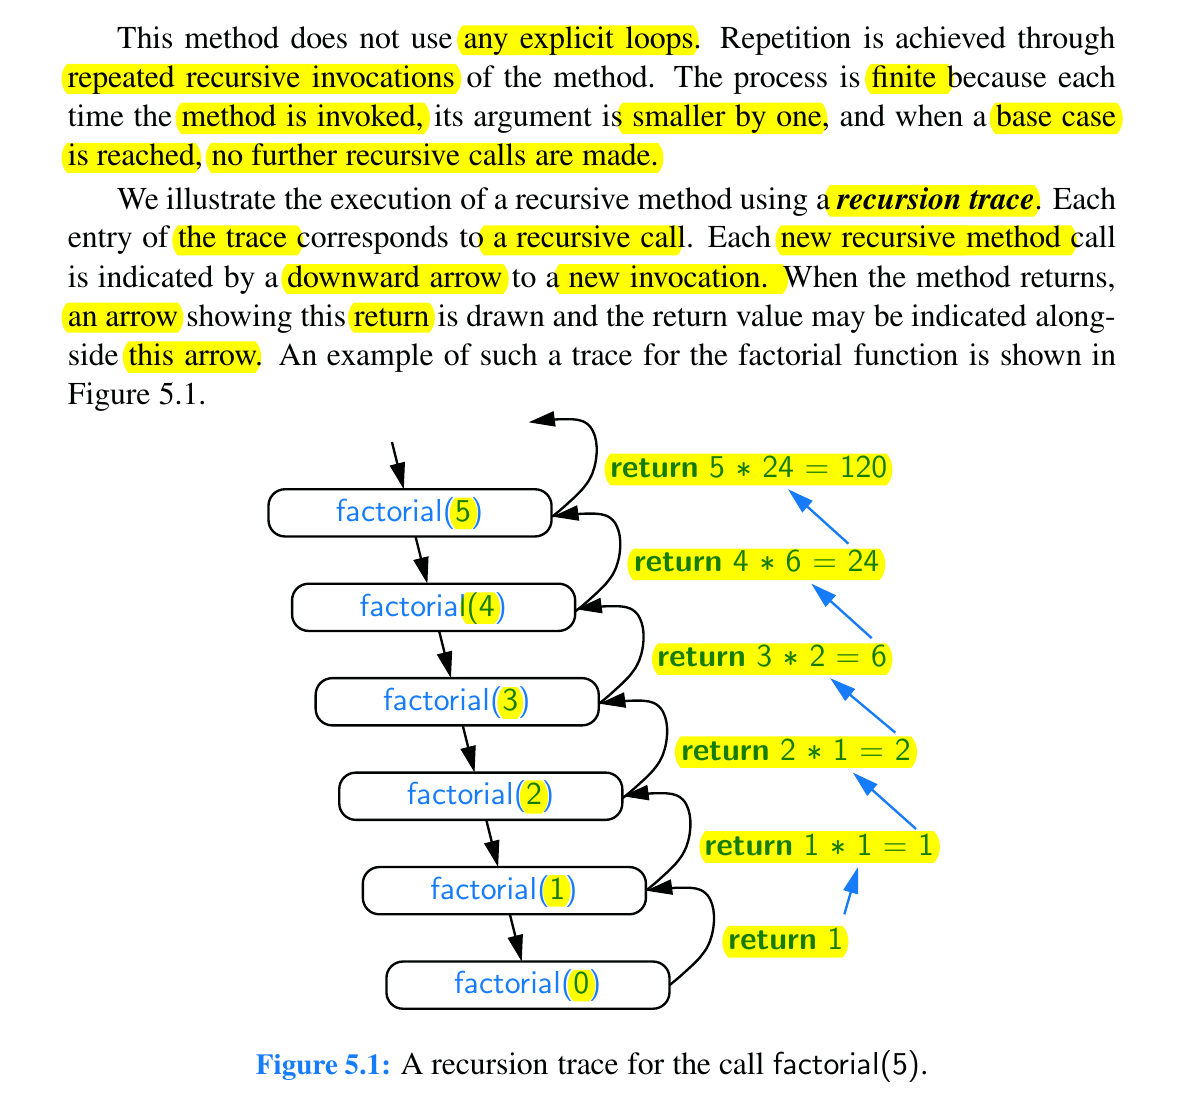 This method does not use any explicit loops. Repetition is achieved through
repeated recursive invocations of the method. The process is finite because each
time the method is invoked, its argument is smaller by one, and when a base case
is reached, no further recursive calls are made.
We illustrate the execution of a recursive method using a recursion trace. Each
entry of the trace corresponds to a recursive call. Each new recursive method call
is indicated by a downward arrow to a new invocation. When the method returns,
an arrow showing this return is drawn and the return value may be indicated along-
side this arrow. An example of such a trace for the factorial function is shown in
Figure 5.1.
return 5 ∗ 24 = 120
factorial(5)
return 4 ∗ 6 = 24
factorial(4)
return 3 ∗ 2 = 6
factorial(3)
return 2 ∗ 1 = 2
factorial(2)
return 1 ∗ 1 = 1
factorial(1)
return 1
factorial(0)
Figure 5.1: A recursion trace for the call factorial(5).